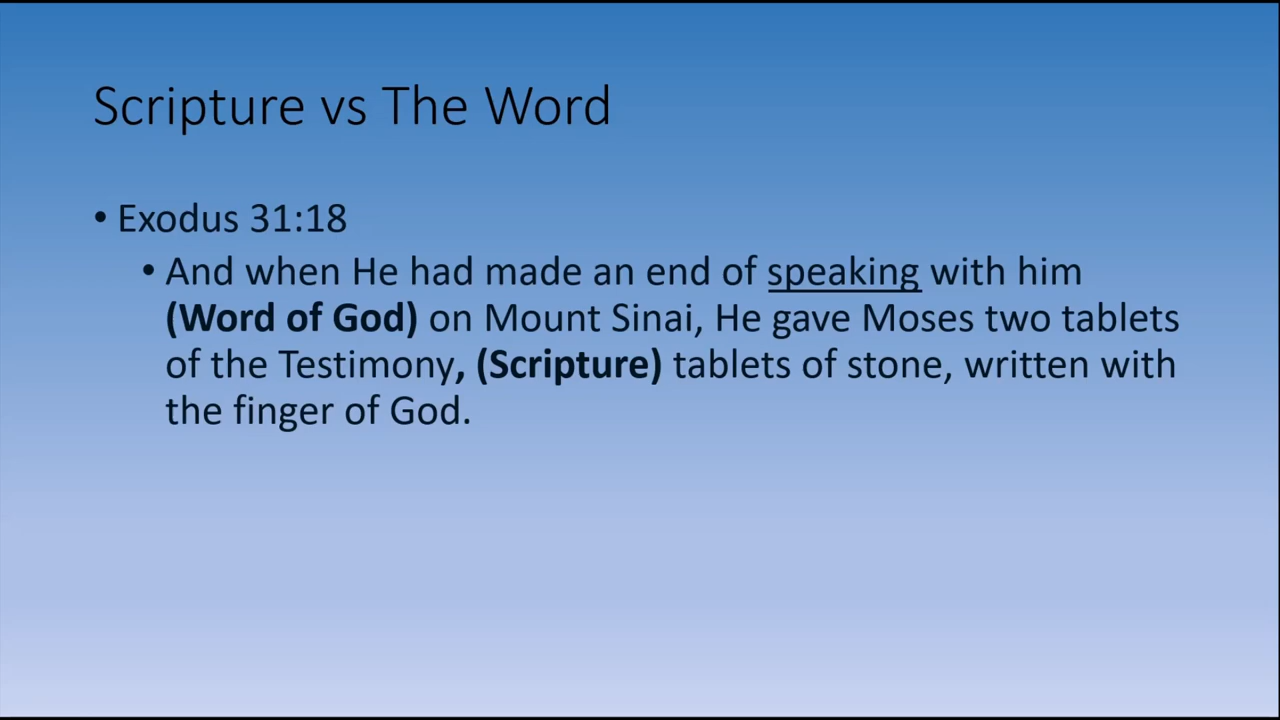 Scripture vs The Word
• Exodus 31:18
• And when He had made an end of speaking with him
(Word of God) on Mount Sinai, He gave Moses two tablets
of the Testimony, (Scripture) tablets of stone, written with
the finger of God.